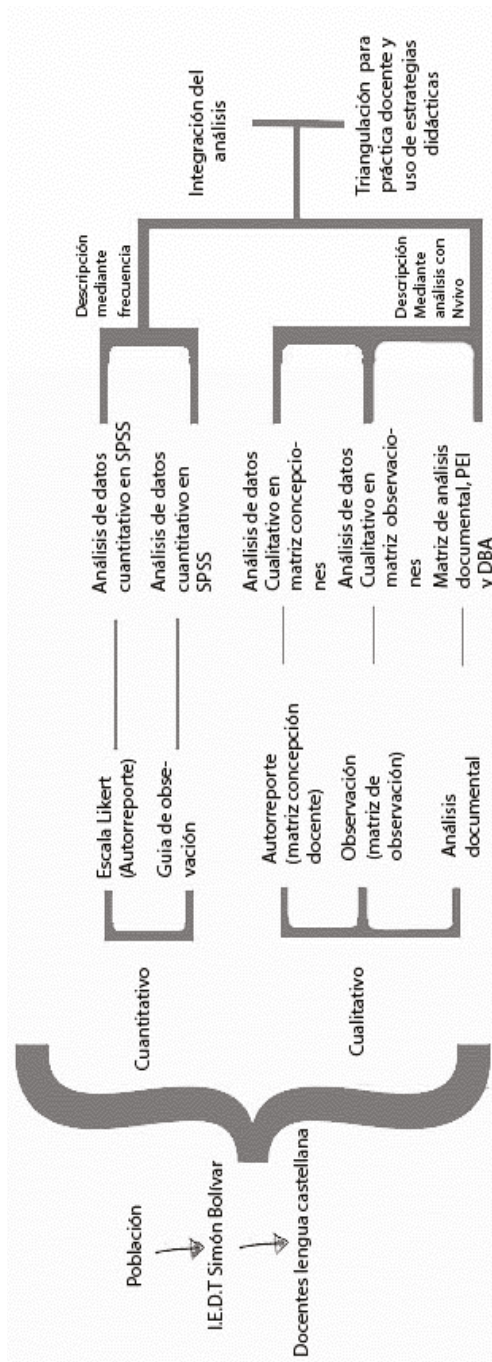 Población
I.E.D.T Simón Bolívar
Docentes lengua castellana
Cuantitativo
Escala Likert
(Autorreporte)
Guia de obse-
vación
Análisis de datos
cuantitativo en SPSS
Análisis de datos
cuantitativo en
SPSS
Descripción
mediante
frecuencia
Cualitativo
Autorreporte
(matriz concepción
docente)
Observación
(matriz de
observación)
Análisis
documental
Análisis de datos
Cualitativo en
matriz concepcio-
nes
Análisis de datos
Cualitativo en
matriz observacio-
nes
Matriz de análisis
documental, PEI
y DBA
Descripción
Mediante
análisis con
Nvivo
Integración del
análisis
Triangulación para
práctica docente y
uso de estrategias
didácticas